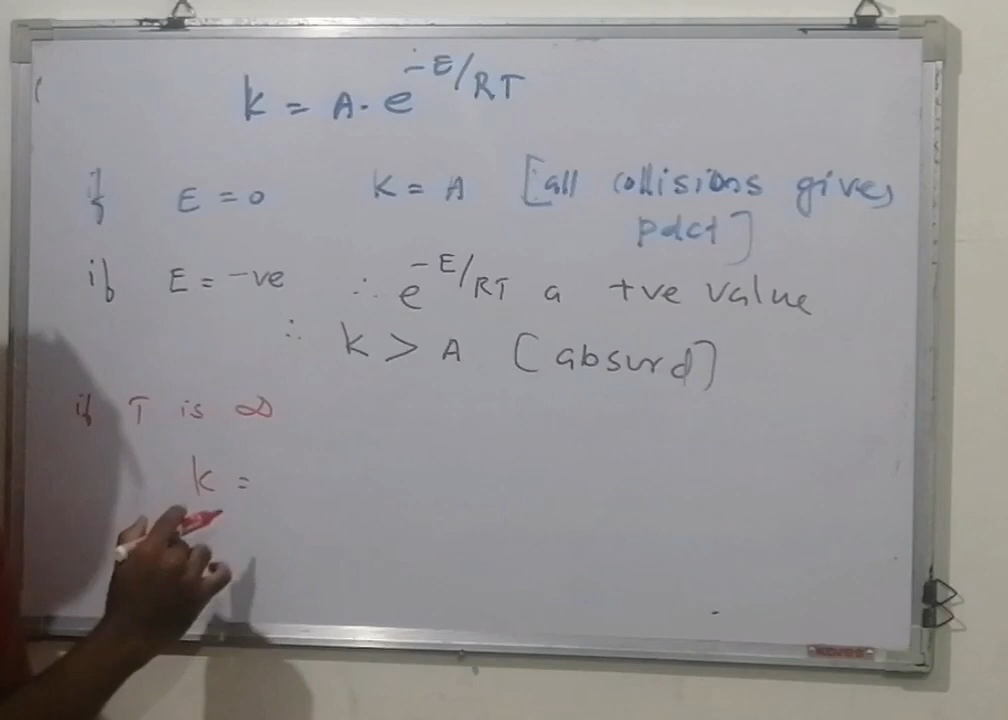 k = A. e^-E/RT
if E = 0 K = A [all collisions gives
pdct]
if E = -ve ∴ e^-E/RT a +ve value
∴ k > A [absurd]
if T is ∞
k =